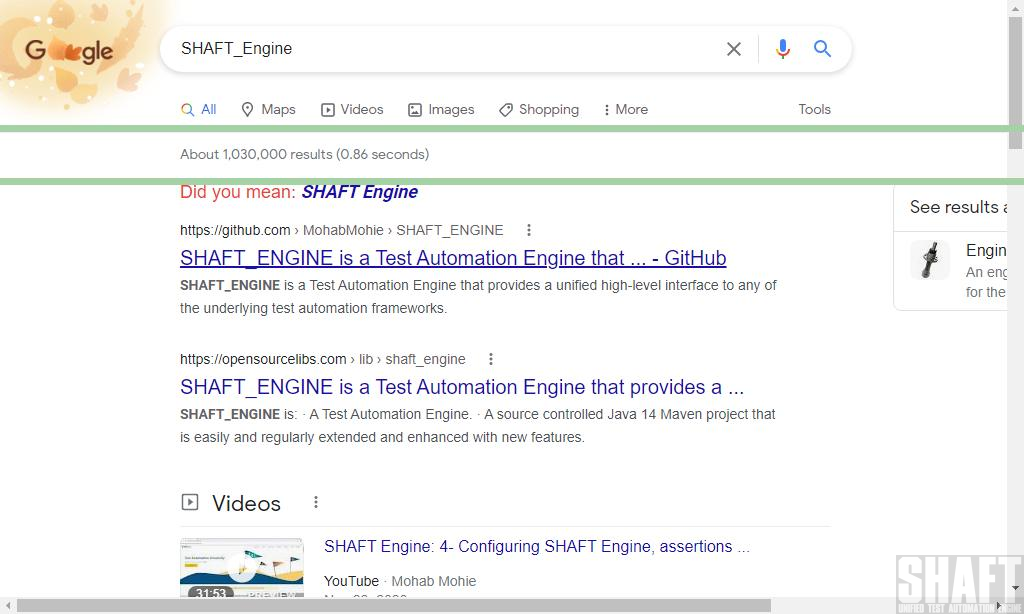 Google
SHAFT_Engine
All Maps Videos Images Shopping More Tools
About 1,030,000 results (0.86 seconds)
Did you mean: SHAFT Engine
See results a
https://github.com › MohabMohie › SHAFT_ENGINE
SHAFT_ENGINE is a Test Automation Engine that ... - GitHub
SHAFT_ENGINE is a Test Automation Engine that provides a unified high-level interface to any of
the underlying test automation frameworks.
Engin
An eng
for the
https://opensourcelibs.com › lib › shaft_engine
SHAFT_ENGINE is a Test Automation Engine that provides a ...
SHAFT_ENGINE is: · A Test Automation Engine. · A source controlled Java 14 Maven project that
is easily and regularly extended and enhanced with new features.
Videos
SHAFT Engine: 4- Configuring SHAFT Engine, assertions ...
YouTube · Mohab Mohie
31:53
PREVIEW
SHAFT
UNIFIED TEST AUTOMATION